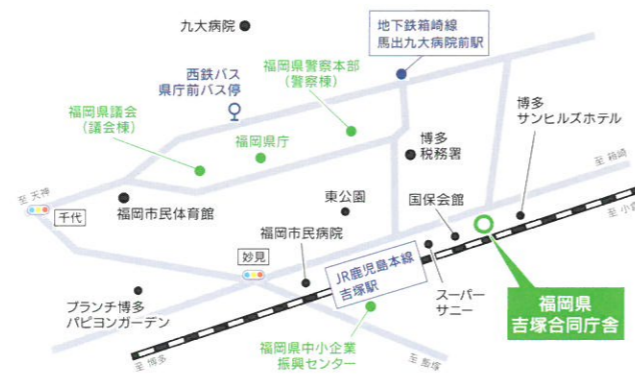 九大病院
地下鉄箱崎線
馬出九大病院前駅
西鉄バス
県庁前バス停
福岡県警察本部
(警察棟)
福岡県議会
(議会棟)
福岡県庁
博多
税務署
博多
サンヒルズホテル
至 箱崎
至 天神
千代
福岡市民体育館
東公園
国保会館
至 小倉
福岡市民病院
妙見
JR鹿児島本線
吉塚駅
スーパー
サニー
福岡県
吉塚合同庁舎
ブランチ博多
パピヨンガーデン
至 博多
福岡県中小企業
振興センター
至 飯塚